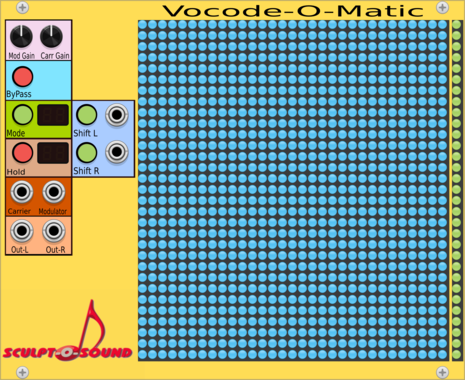 Vocode-O-Matic
Mod Gain Carr Gain
ByPass
Mode
Shift L
Hold
Shift R
Carrier Modulator
Out-L Out-R
SCULPT-O-SOUND